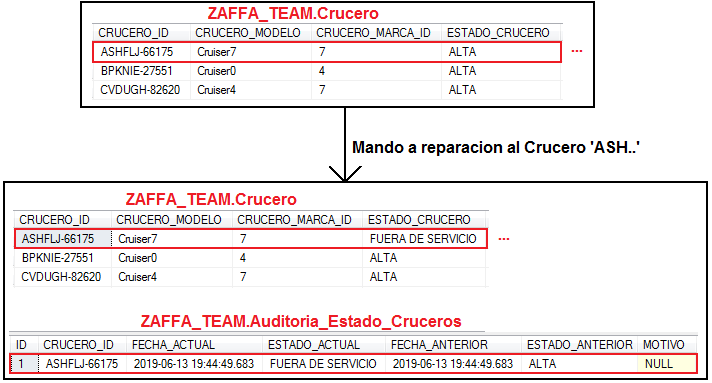 ZAFFA_TEAM.Crucero
CRUCERO_ID CRUCERO_MODELO CRUCERO_MARCA_ID ESTADO_CRUCERO
ASHFLJ-66175 Cruiser7 7 ALTA ...
BPKNIE-27551 Cruiser0 4 ALTA
CVDUGH-82620 Cruiser4 7 ALTA
Mando a reparacion al Crucero 'ASH..'
ZAFFA_TEAM.Crucero
CRUCERO_ID CRUCERO_MODELO CRUCERO_MARCA_ID ESTADO_CRUCERO
ASHFLJ-66175 Cruiser7 7 FUERA DE SERVICIO ...
BPKNIE-27551 Cruiser0 4 ALTA
CVDUGH-82620 Cruiser4 7 ALTA
ZAFFA_TEAM.Auditoria_Estado_Cruceros
ID CRUCERO_ID FECHA_ACTUAL ESTADO_ACTUAL FECHA_ANTERIOR ESTADO_ANTERIOR MOTIVO
1 ASHFLJ-66175 2019-06-13 19:44:49.683 FUERA DE SERVICIO 2019-06-13 19:44:49.683 ALTA NULL